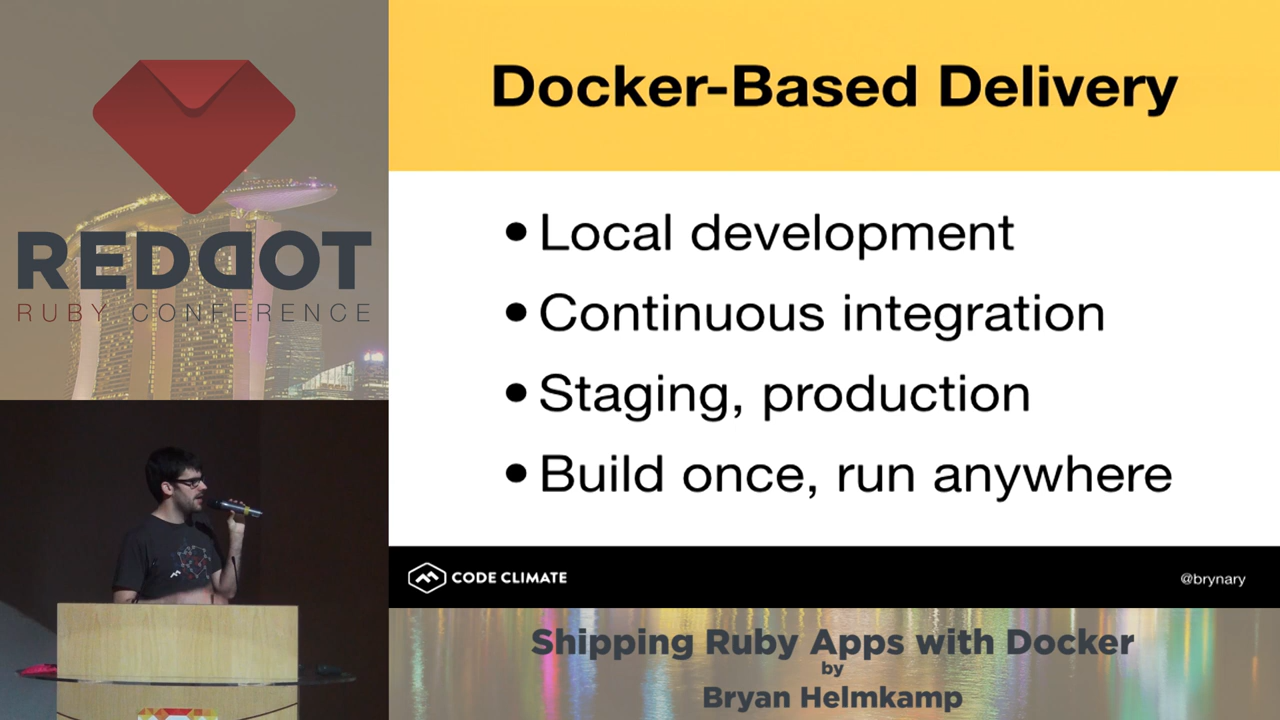 REDDOT
RUBY CONFERENCE
Docker-Based Delivery
• Local development
• Continuous integration
• Staging, production
• Build once, run anywhere
CODE CLIMATE
@brynary
Shipping Ruby Apps with Docker
by
Bryan Helmkamp